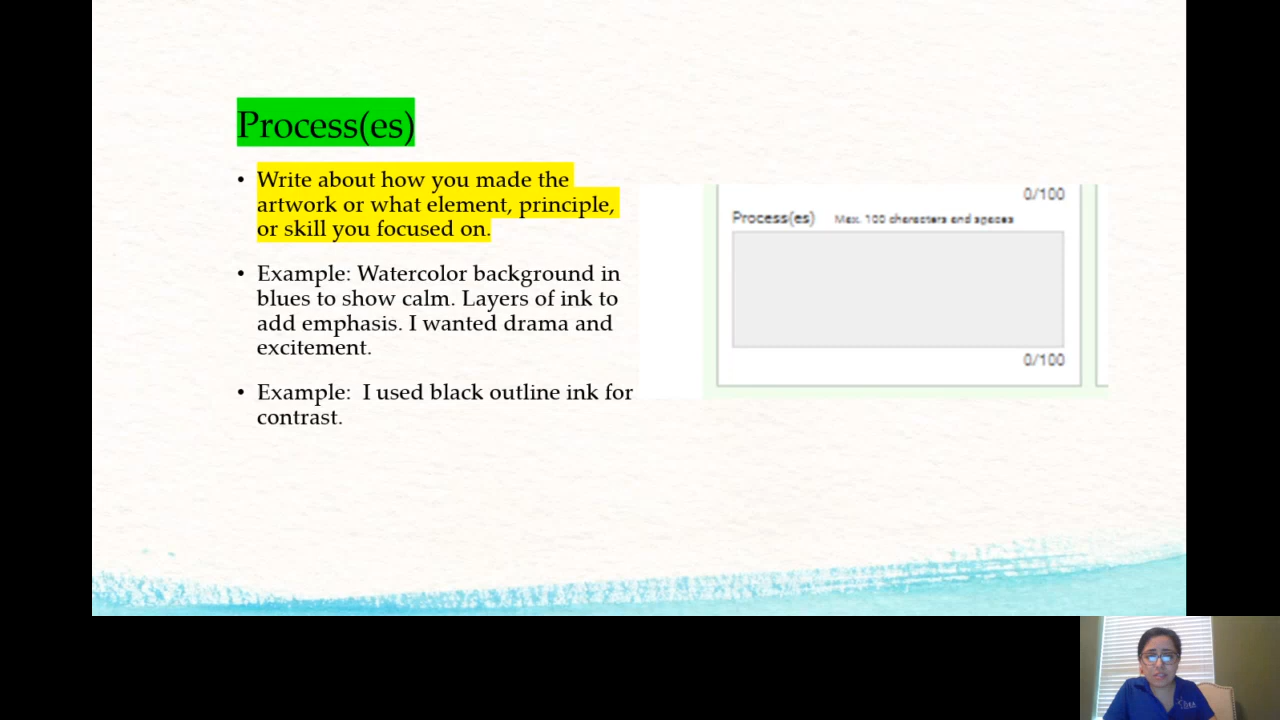 Process(es)
• Write about how you made the
artwork or what element, principle,
or skill you focused on.
• Example: Watercolor background in
blues to show calm. Layers of ink to
add emphasis. I wanted drama and
excitement.
• Example:  I used black outline ink for
contrast.
0/100
Process(es) Max. 100 characters and spaces
0/100